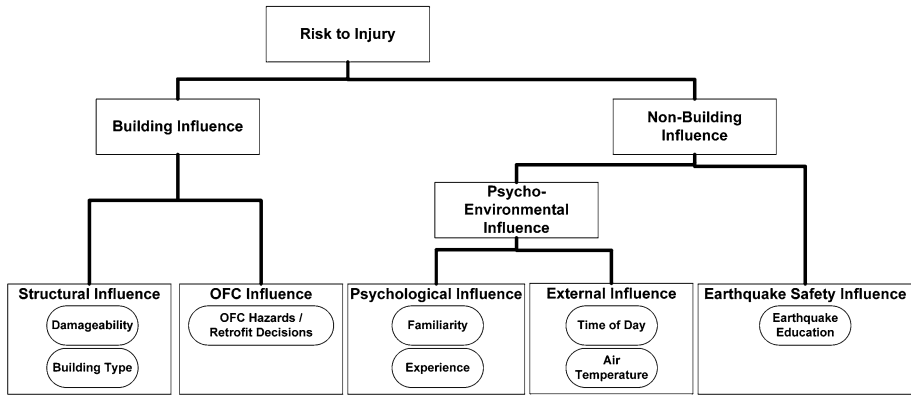 Risk to Injury
Building Influence
Non-Building
Influence
Psycho-
Environmental
Influence
Structural Influence
Damageability
Building Type
OFC Influence
OFC Hazards /
Retrofit Decisions
Psychological Influence
Familiarity
Experience
External Influence
Time of Day
Air
Temperature
Earthquake Safety Influence
Earthquake
Education